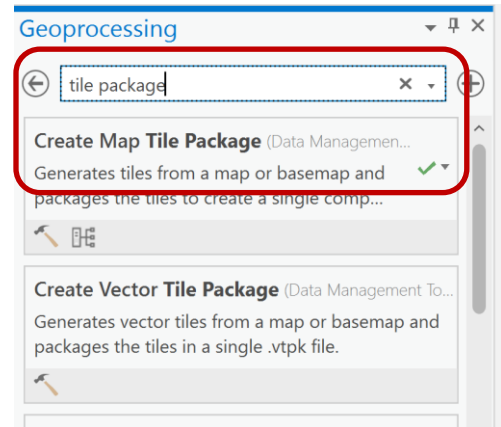 Geoprocessing
tile package
Create Map Tile Package (Data Managemen...
Generates tiles from a map or basemap and
packages the tiles to create a single comp...
Create Vector Tile Package (Data Management To...
Generates vector tiles from a map or basemap and
packages the tiles in a single .vtpk file.